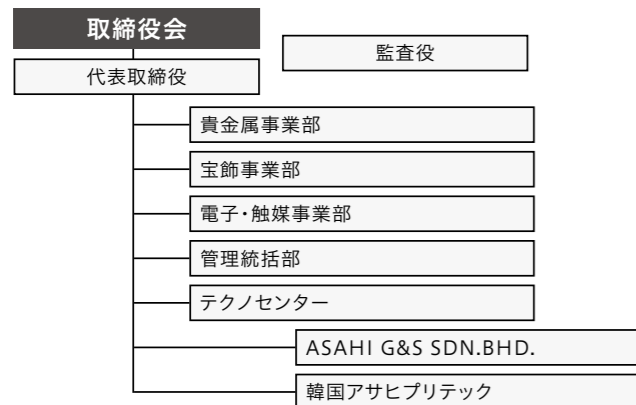 取締役会
監査役
代表取締役
貴金属事業部
宝飾事業部
電子・触媒事業部
管理統括部
テクノセンター
ASAHI G&S SDN.BHD.
韓国アサヒプリテック